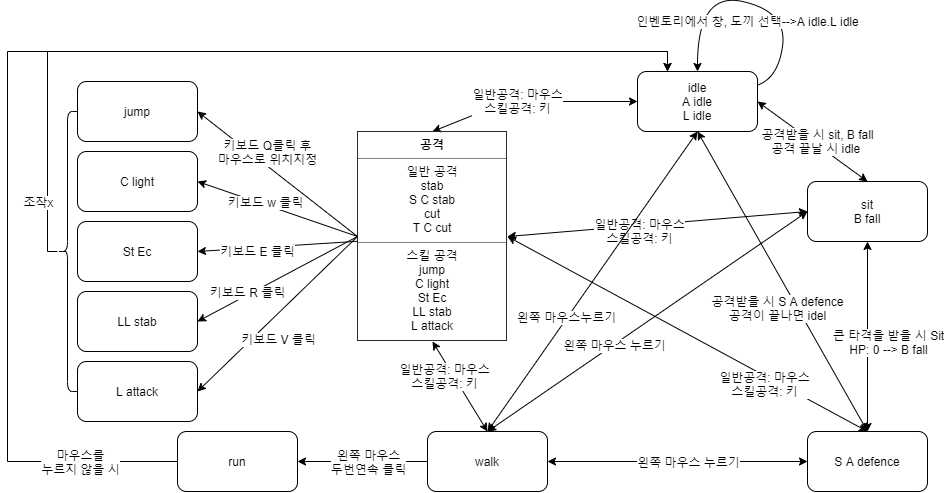 인벤토리에서 창, 도끼 선택-->A idle.L idle
idle
A idle
L idle
일반공격: 마우스
스킬공격: 키
jump
키보드 Q클릭 후
마우스로 위치지정
공격
일반 공격
stab
S C stab
cut
T C cut
스킬 공격
jump
C light
St Ec
LL stab
L attack
공격받을 시 sit, B fall
공격 끝날 시 idle
C light
키보드 w 클릭
조작x
sit
B fall
일반공격: 마우스
스킬공격: 키
St Ec
키보드 E 클릭
LL stab
키보드 R 클릭
공격받을 시 S A defence
공격이 끝나면 idel
왼쪽 마우스누르기
키보드 V 클릭
왼쪽 마우스 누르기
큰 타격을 받을 시 Sit
HP: 0 --> B fall
L attack
일반공격: 마우스
스킬공격: 키
일반공격: 마우스
스킬공격: 키
마우스를
누르지 않을 시
run
왼쪽 마우스
두번연속 클릭
walk
왼쪽 마우스 누르기
S A defence